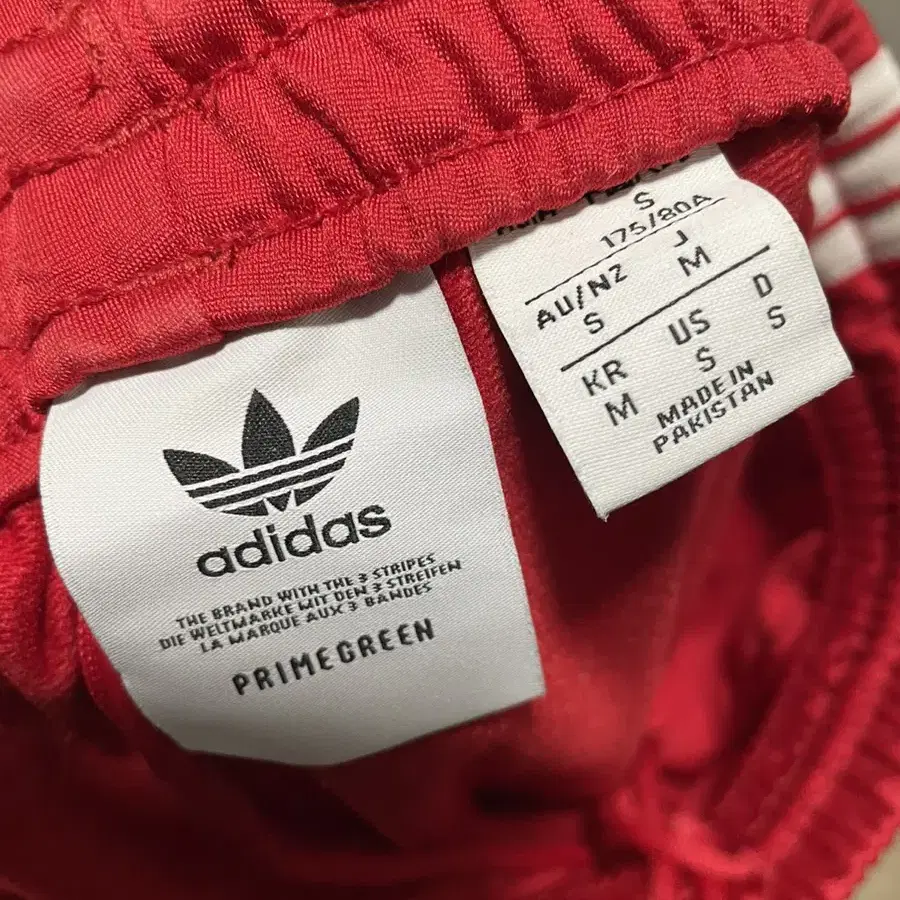 adidas
THE BRAND WITH THE 3 STRIPES
DIE WELTMARKE MIT DEN 3 STREIFEN
LA MARQUE AUX 3 BANDES
PRIMEGREEN
S
175/80A
AU/NZ J
S M
KR US D
M S S
MADE IN
PAKISTAN